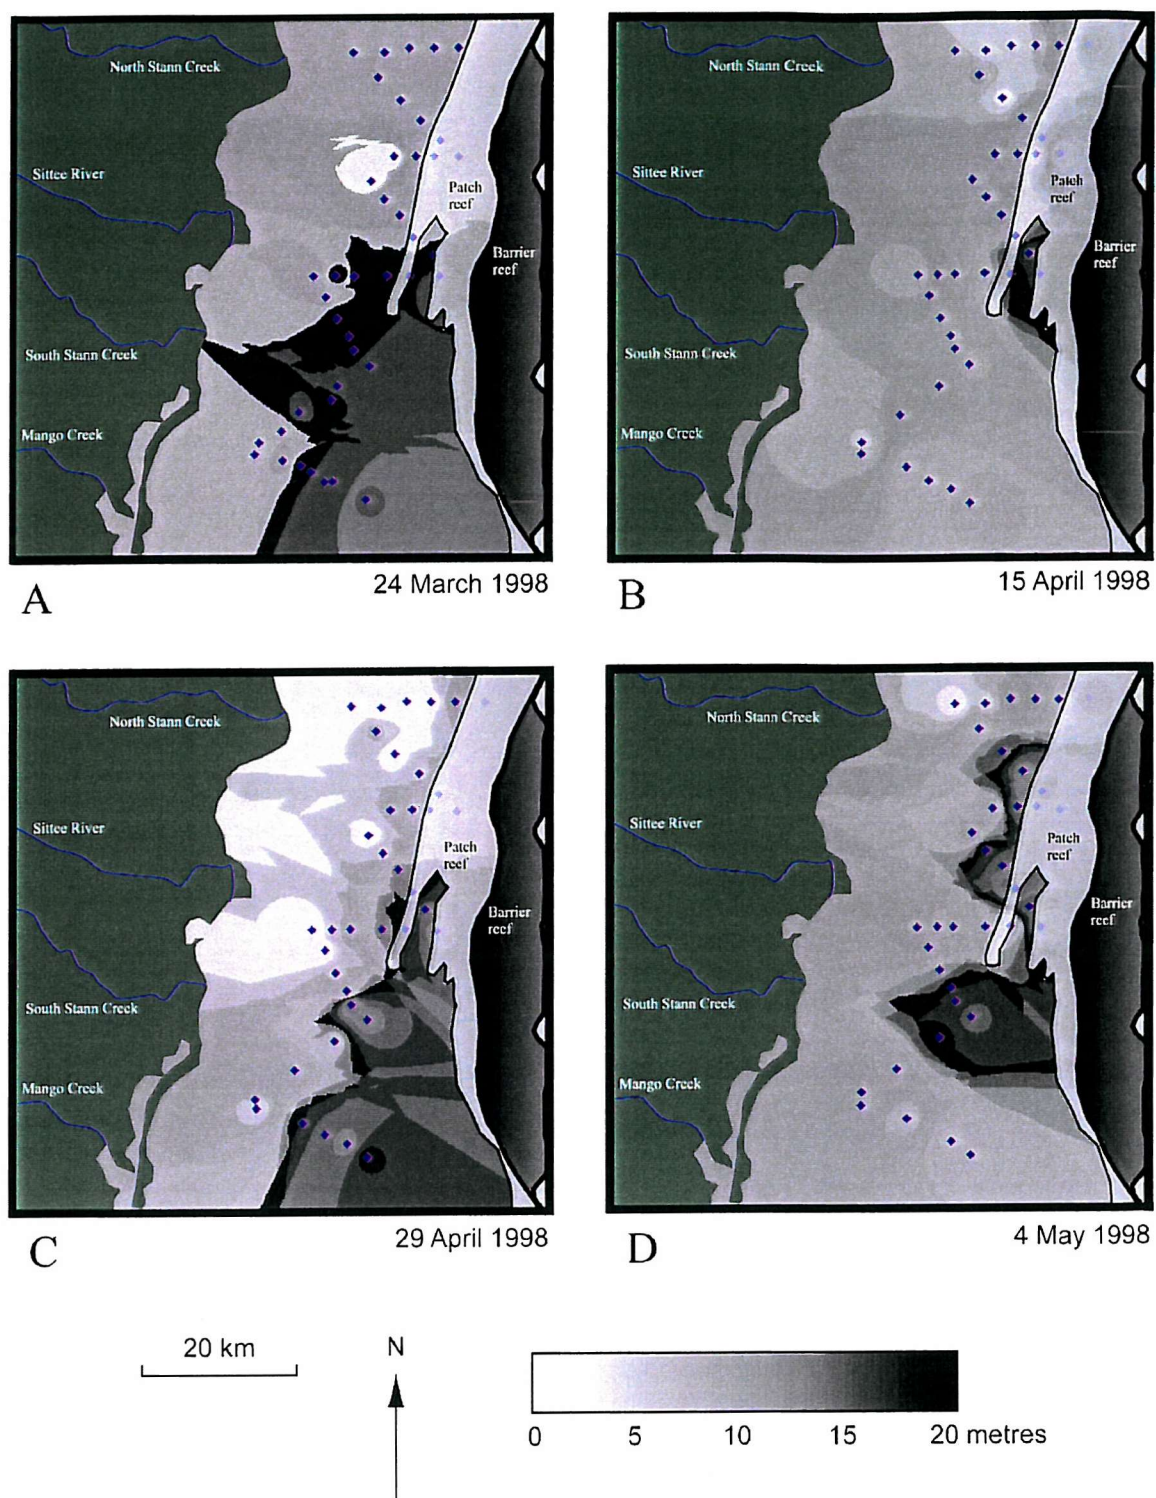 North Stann Creek
Sittee River
Patch
reef
Barrier
reef
South Stann Creek
Mango Creek
A
24 March 1998
North Stann Creek
Sittee River
Patch
reef
Barrier
reef
South Stann Creek
Mango Creek
B
15 April 1998
North Stann Creek
Sittee River
Patch
reef
Barrier
reef
South Stann Creek
Mango Creek
C
29 April 1998
North Stann Creek
Sittee River
Patch
reef
Barrier
reef
South Stann Creek
Mango Creek
D
4 May 1998
20 km
N
0 5 10 15 20 metres